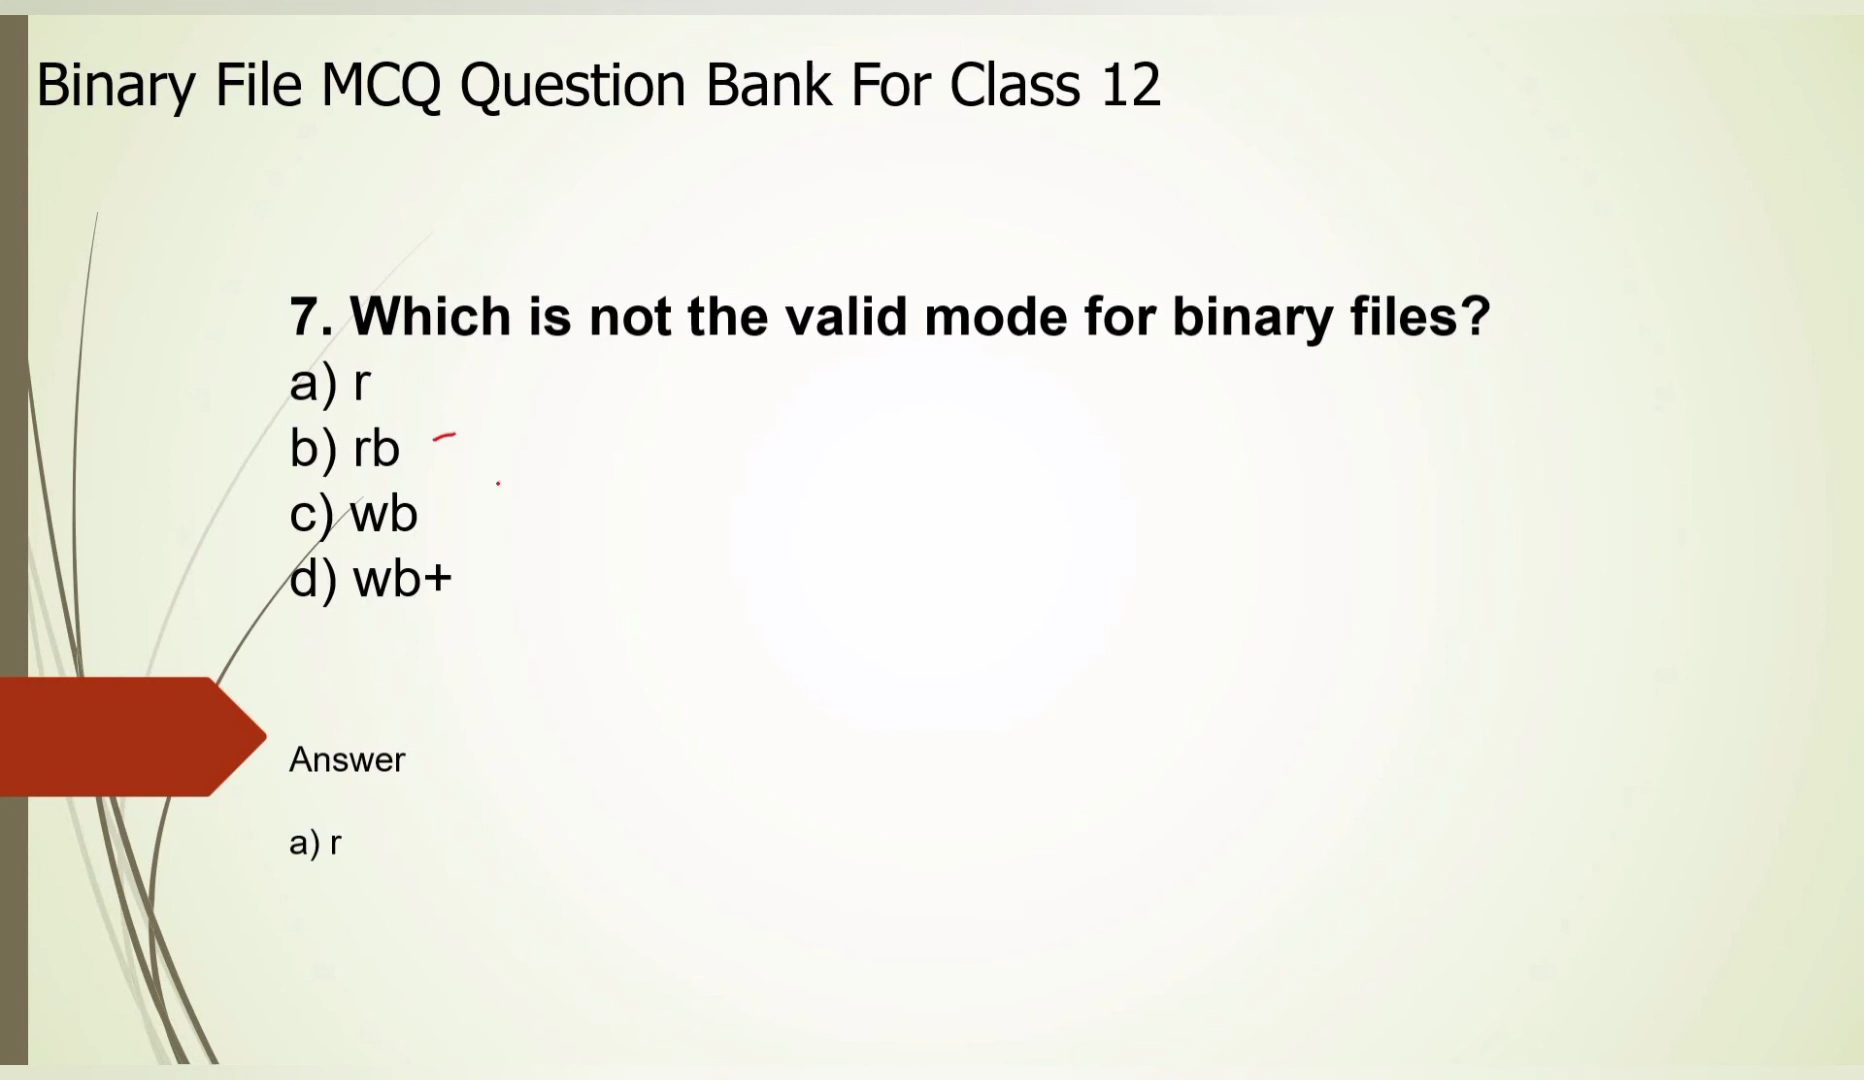 Binary File MCQ Question Bank For Class 12
7. Which is not the valid mode for binary files?
a) r
b) rb
c) wb
d) wb+
Answer
a) r